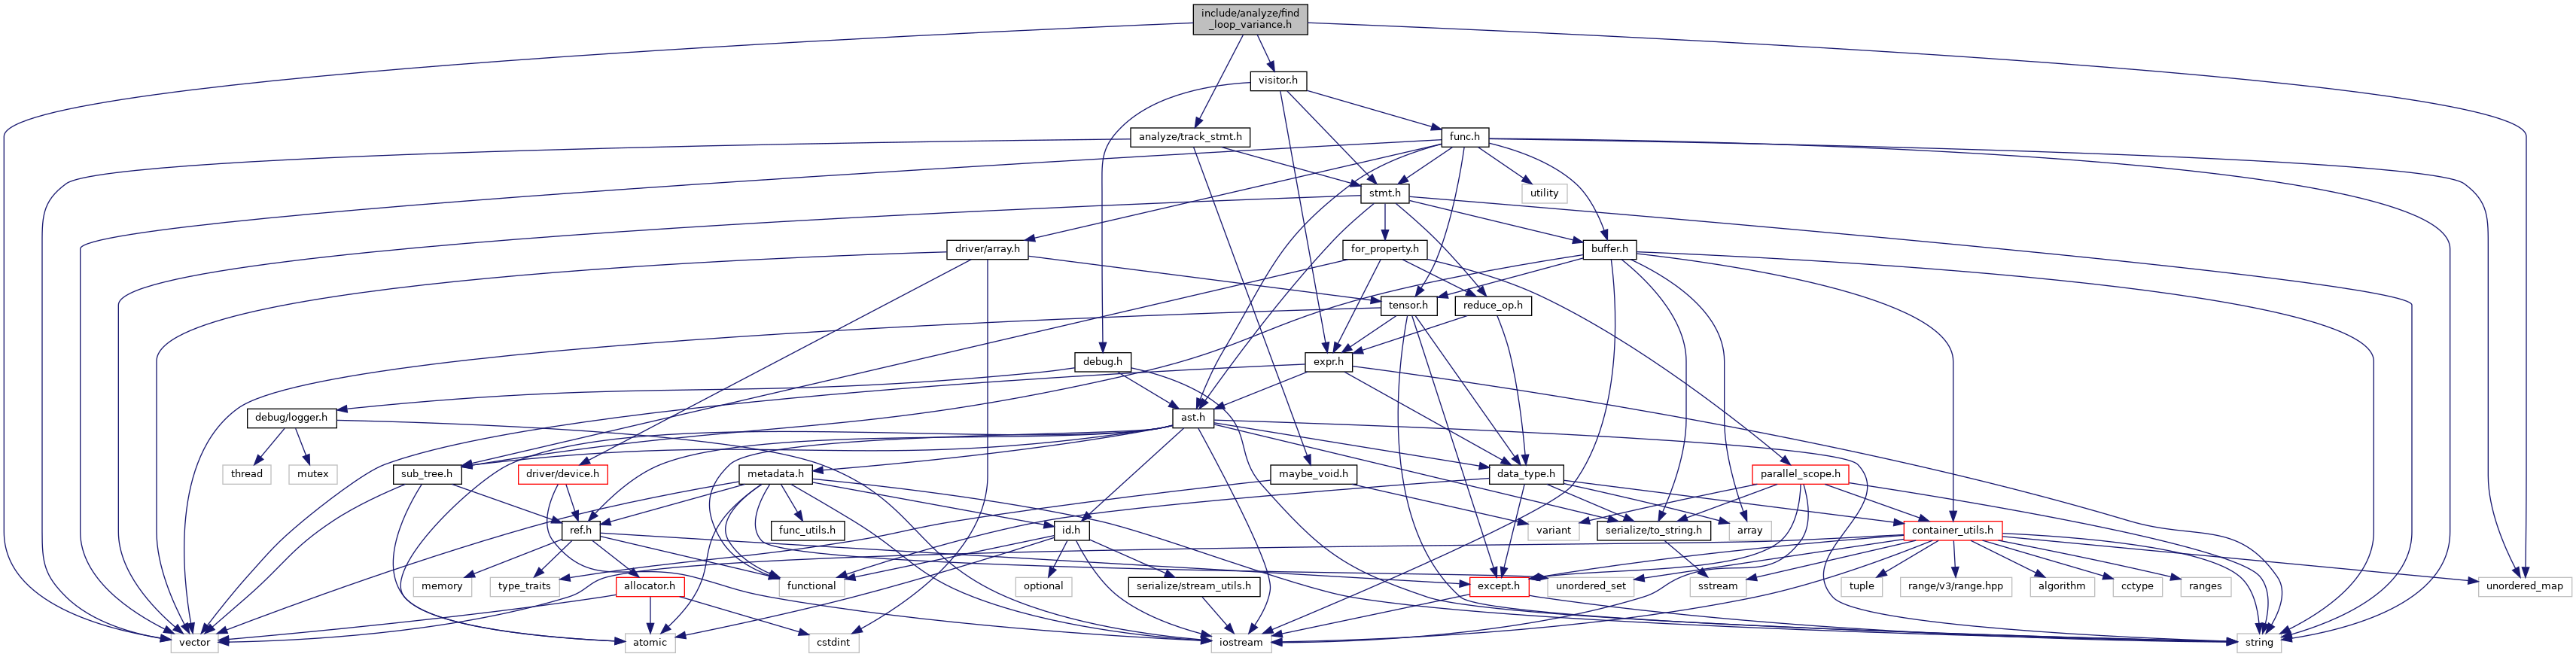 include/analyze/find
_loop_variance.h
visitor.h
analyze/track_stmt.h
func.h
stmt.h
utility
driver/array.h
for_property.h
buffer.h
tensor.h
reduce_op.h
debug.h
expr.h
debug/logger.h
ast.h
thread
mutex
sub_tree.h
driver/device.h
metadata.h
maybe_void.h
data_type.h
parallel_scope.h
ref.h
func_utils.h
id.h
variant
serialize/to_string.h
array
container_utils.h
memory
type_traits
allocator.h
functional
optional
serialize/stream_utils.h
except.h
unordered_set
sstream
tuple
range/v3/range.hpp
algorithm
cctype
ranges
unordered_map
vector
atomic
cstdint
iostream
string